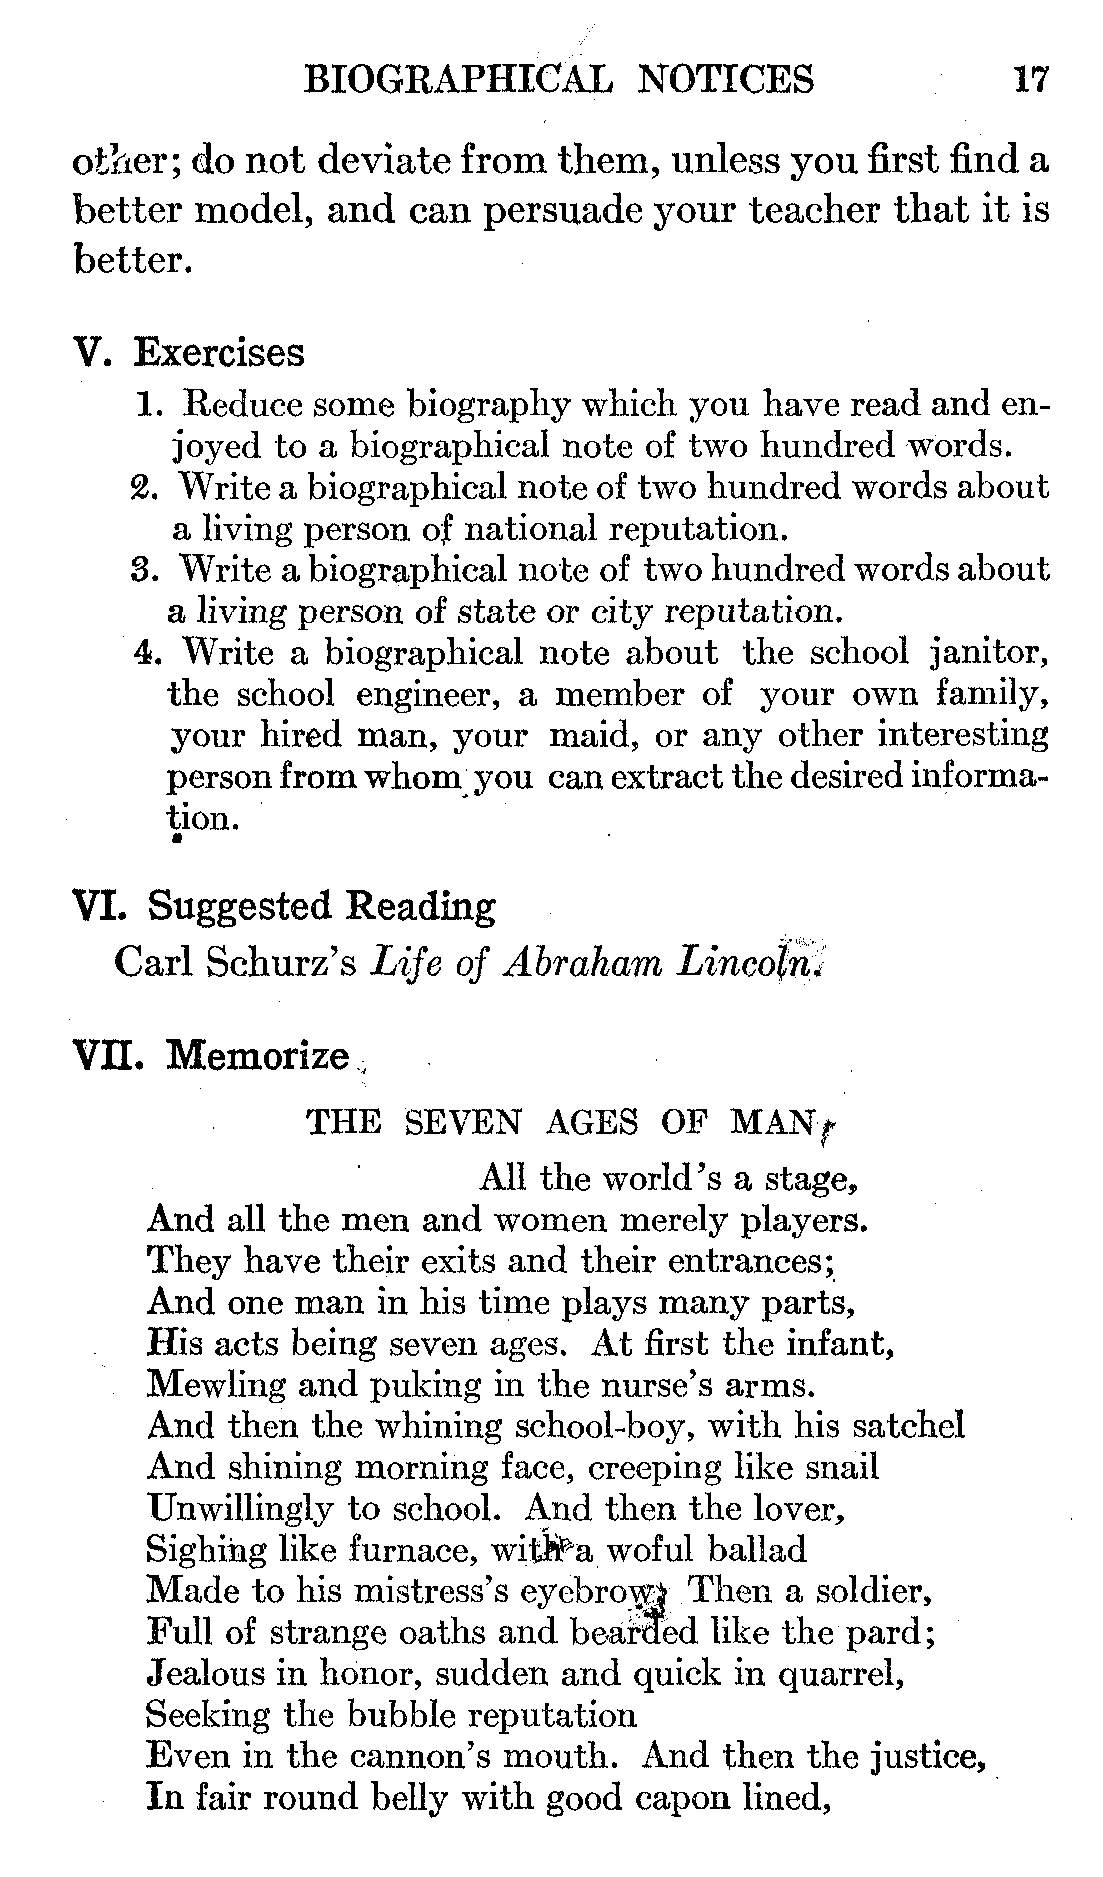 BIOGRAPHICAL NOTICES 17
other; do not deviate from them, unless you first find a
better model, and can persuade your teacher that it is
better.
V. Exercises
1. Reduce some biography which you have read and en-
joyed to a biographical note of two hundred words.
2. Write a biographical note of two hundred words about
a living person of national reputation.
3. Write a biographical note of two hundred words about
a living person of state or city reputation.
4. Write a biographical note about the school janitor,
the school engineer, a member of your own family,
your hired man, your maid, or any other interesting
person from whom you can extract the desired informa-
tion.
VI. Suggested Reading
Carl Schurz's Life of Abraham Lincoln.
VII. Memorize
THE SEVEN AGES OF MAN
All the world's a stage,
And all the men and women merely players.
They have their exits and their entrances;
And one man in his time plays many parts,
His acts being seven ages. At first the infant,
Mewling and puking in the nurse's arms.
And then the whining school-boy, with his satchel
And shining morning face, creeping like snail
Unwillingly to school. And then the lover,
Sighing like furnace, with a woful ballad
Made to his mistress's eyebrow. Then a soldier,
Full of strange oaths and bearded like the pard;
Jealous in honor, sudden and quick in quarrel,
Seeking the bubble reputation
Even in the cannon's mouth. And then the justice,
In fair round belly with good capon lined,